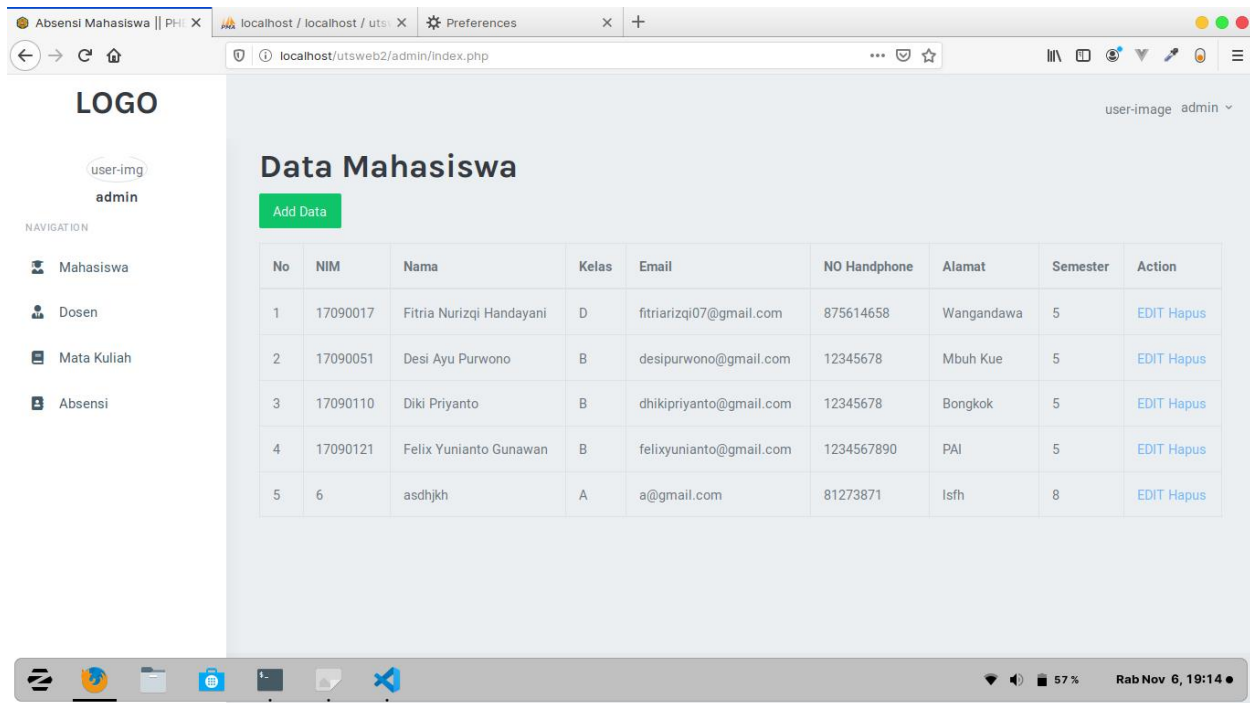 Absensi Mahasiswa || PH
localhost / localhost / uts
Preferences
localhost/utsweb2/admin/index.php
LOGO
user-image admin
user-img
admin
NAVIGATION
Mahasiswa
Dosen
Mata Kuliah
Absensi
Data Mahasiswa
Add Data
No NIM Nama Kelas Email NO Handphone Alamat Semester Action
1 17090017 Fitria Nurizqi Handayani D fitriarizqi07@gmail.com 875614658 Wangandawa 5 EDIT Hapus
2 17090051 Desi Ayu Purwono B desipurwono@gmail.com 12345678 Mbuh Kue 5 EDIT Hapus
3 17090110 Diki Priyanto B dhikipriyanto@gmail.com 12345678 Bongkok 5 EDIT Hapus
4 17090121 Felix Yunianto Gunawan B felixyunianto@gmail.com 1234567890 PAI 5 EDIT Hapus
5 6 asdhjkh A a@gmail.com 81273871 lsfh 8 EDIT Hapus
57 % Rab Nov 6, 19:14